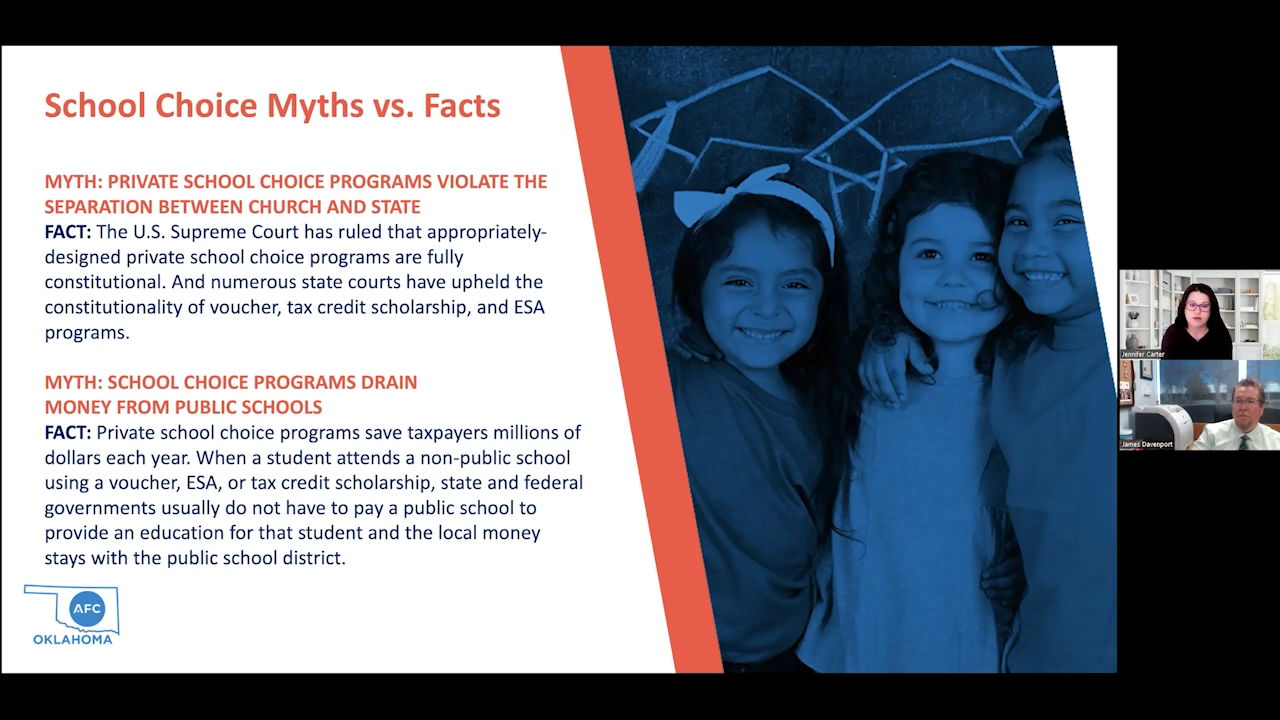 School Choice Myths vs. Facts
MYTH: PRIVATE SCHOOL CHOICE PROGRAMS VIOLATE THE
SEPARATION BETWEEN CHURCH AND STATE
FACT: The U.S. Supreme Court has ruled that appropriately-
designed private school choice programs are fully
constitutional. And numerous state courts have upheld the
constitutionality of voucher, tax credit scholarship, and ESA
programs.
MYTH: SCHOOL CHOICE PROGRAMS DRAIN
MONEY FROM PUBLIC SCHOOLS
FACT: Private school choice programs save taxpayers millions of
dollars each year. When a student attends a non-public school
using a voucher, ESA, or tax credit scholarship, state and federal
governments usually do not have to pay a public school to
provide an education for that student and the local money
stays with the public school district.
AFC
OKLAHOMA
Jennifer Carter
James Davenport